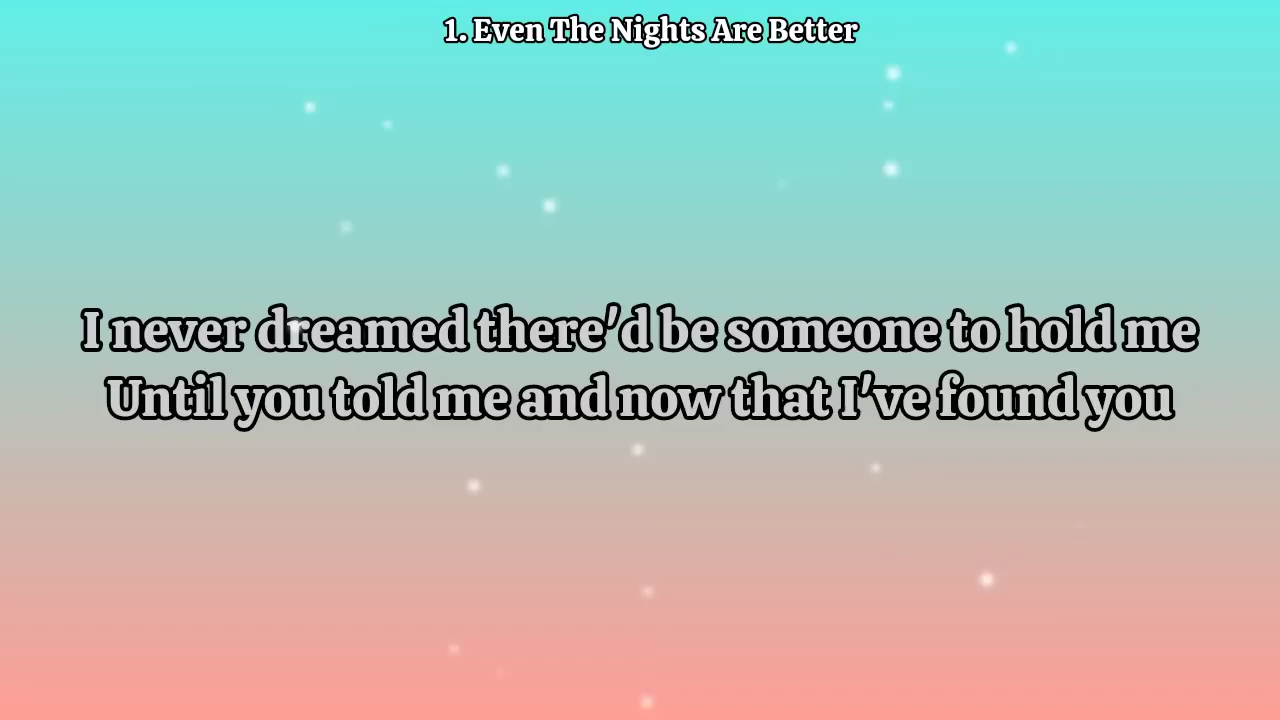 1. Even The Nights Are Better
I never dreamed there'd be someone to hold me
Until you told me and now that I've found you